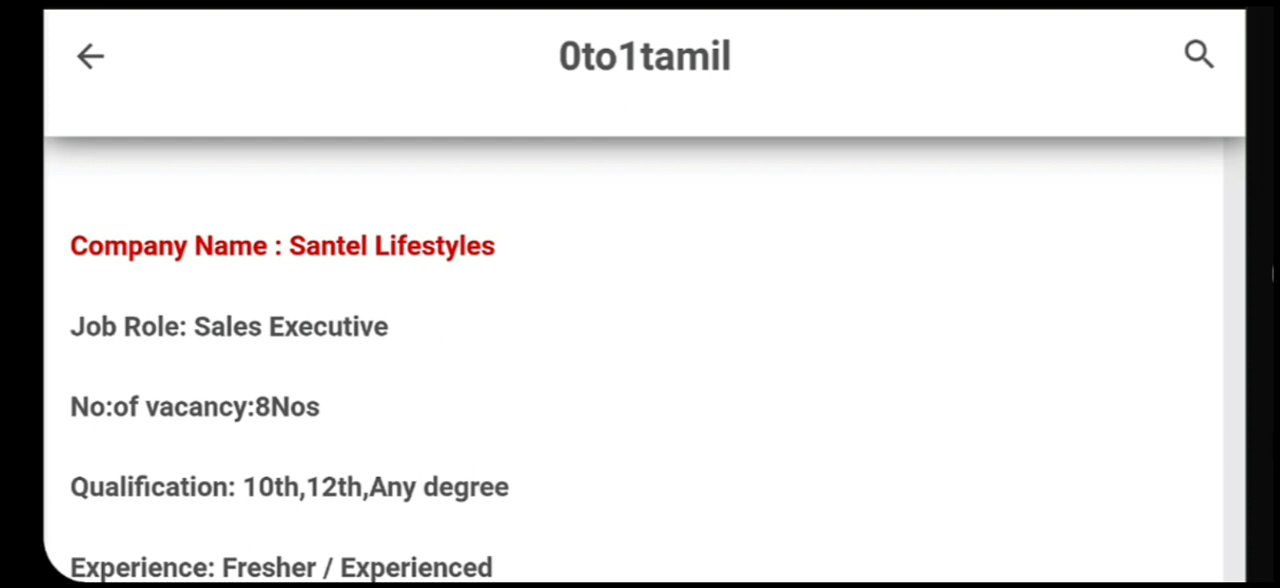 0to1tamil
Company Name : Santel Lifestyles
Job Role: Sales Executive
No:of vacancy:8Nos
Qualification: 10th,12th,Any degree
Experience: Fresher / Experienced